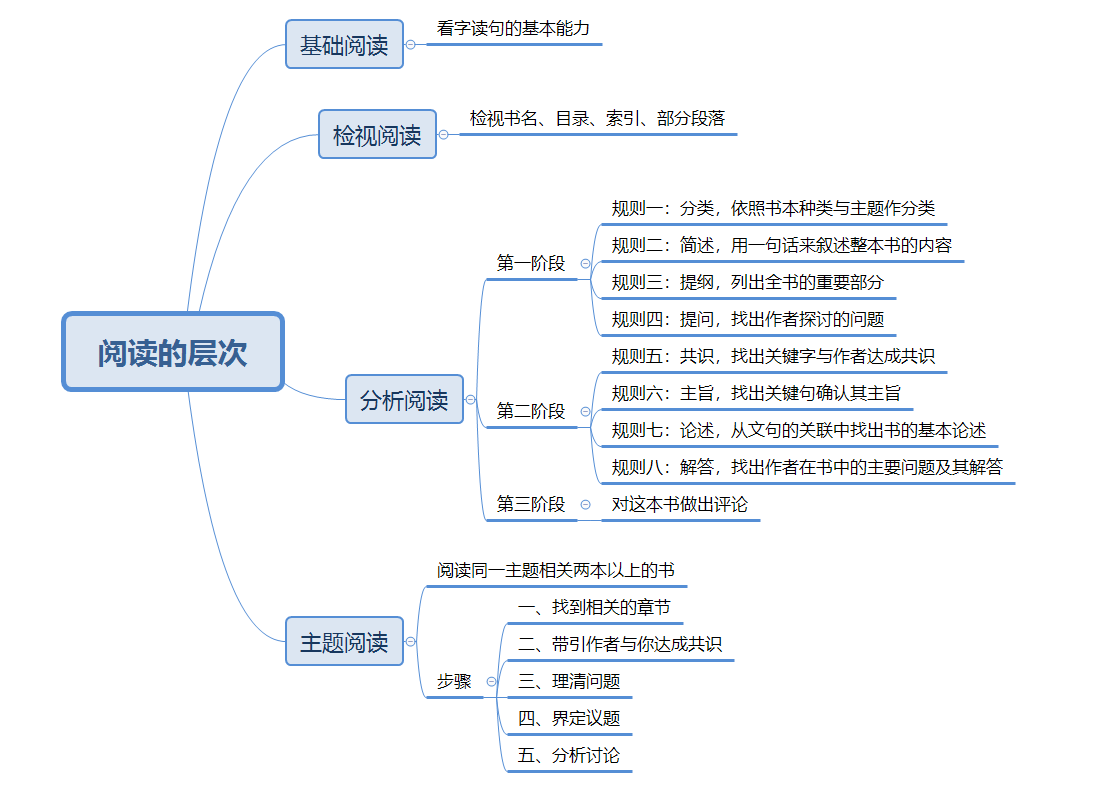 阅读的层次
基础阅读
看字读句的基本能力
检视阅读
检视书名、目录、索引、部分段落
分析阅读
第一阶段
规则一：分类，依照书本种类与主题作分类
规则二：简述，用一句话来叙述整本书的内容
规则三：提纲，列出全书的重要部分
规则四：提问，找出作者探讨的问题
第二阶段
规则五：共识，找出关键字与作者达成共识
规则六：主旨，找出关键句确认其主旨
规则七：论述，从文句的关联中找出书的基本论述
规则八：解答，找出作者在书中的主要问题及其解答
第三阶段
对这本书做出评论
主题阅读
阅读同一主题相关两本以上的书
步骤
一、找到相关的章节
二、带引作者与你达成共识
三、理清问题
四、界定议题
五、分析讨论